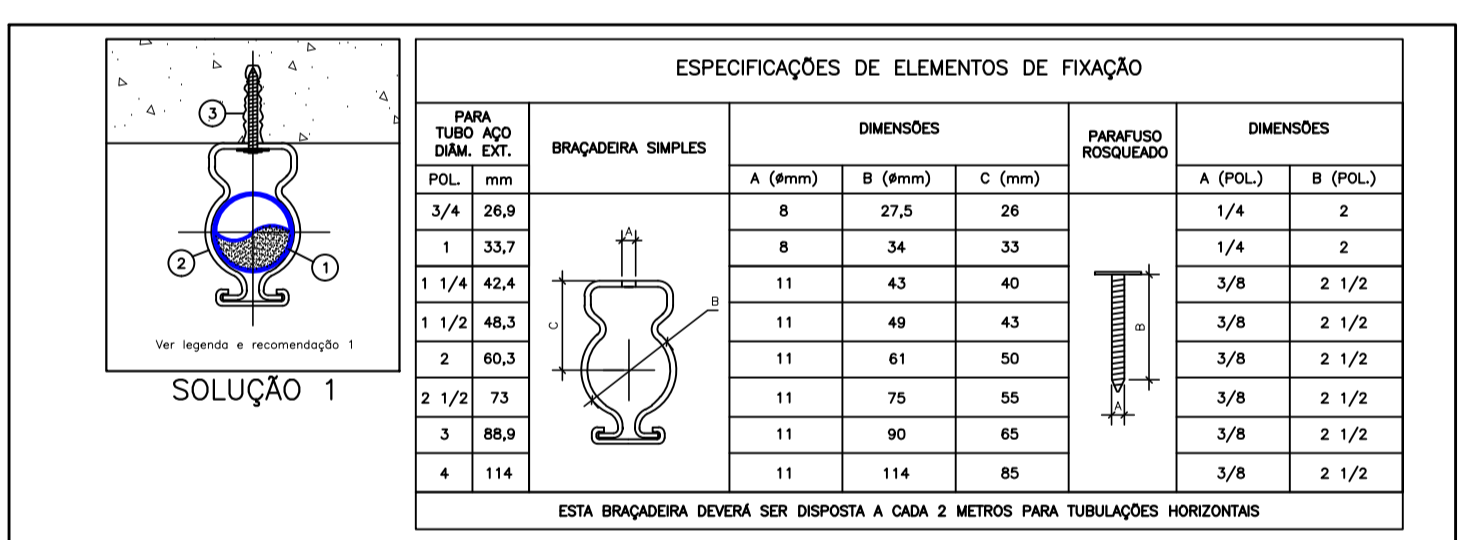 3
2
1
Ver legenda e recomendação 1
SOLUÇÃO 1
ESPECIFICAÇÕES DE ELEMENTOS DE FIXAÇÃO
PARA TUBO AÇO DIÂM. EXT.
BRAÇADEIRA SIMPLES
DIMENSÕES
PARAFUSO ROSQUEADO
DIMENSÕES
POL. mm A (ømm) B (ømm) C (mm) A (POL.) B (POL.)
3/4 26,9 8 27,5 26 1/4 2
1 33,7 8 34 33 1/4 2
1 1/4 42,4 11 43 40 3/8 2 1/2
1 1/2 48,3 11 49 43 3/8 2 1/2
2 60,3 11 61 50 3/8 2 1/2
2 1/2 73 11 75 55 3/8 2 1/2
3 88,9 11 90 65 3/8 2 1/2
4 114 11 114 85 3/8 2 1/2
A
B
C
B
A
ESTA BRAÇADEIRA DEVERÁ SER DISPOSTA A CADA 2 METROS PARA TUBULAÇÕES HORIZONTAIS